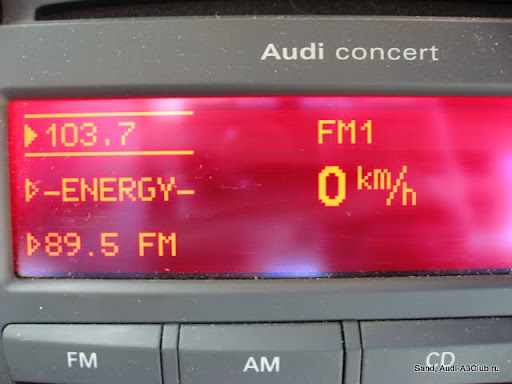 Audi concert
103.7 FM1
-ENERGY- 0 km/h
89.5 FM
FM AM CD
Sand, Audi-A3Club.ru